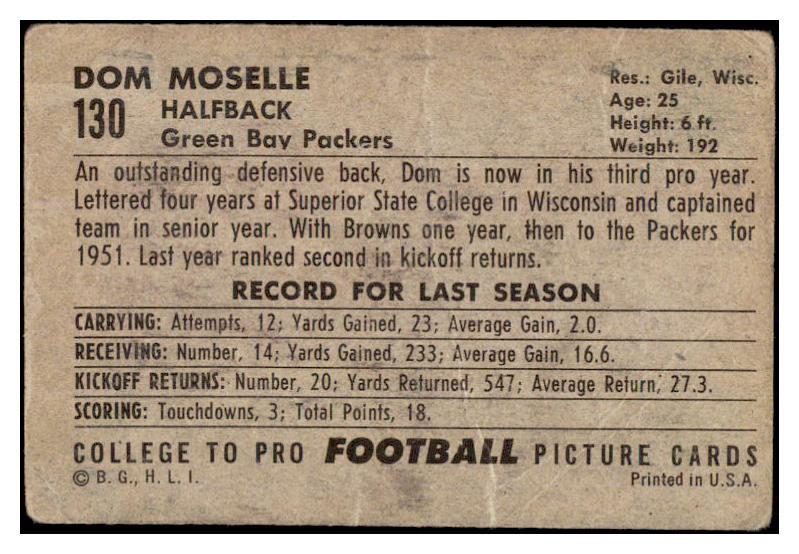 DOM MOSELLE
130
HALFBACK
Green Bay Packers
Res.: Gile, Wisc.
Age: 25
Height: 6 ft.
Weight: 192
An outstanding defensive back, Dom is now in his third pro year.
Lettered four years at Superior State College in Wisconsin and captained
team in senior year. With Browns one year, then to the Packers for
1951. Last year ranked second in kickoff returns.
RECORD FOR LAST SEASON
CARRYING: Attempts, 12; Yards Gained, 23; Average Gain, 2.0.
RECEIVING: Number, 14; Yards Gained, 233; Average Gain, 16.6.
KICKOFF RETURNS: Number, 20; Yards Returned, 547; Average Return, 27.3.
SCORING: Touchdowns, 3; Total Points, 18.
COLLEGE TO PRO FOOTBALL PICTURE CARDS
© B. G., H. L. I.
Printed in U.S.A.